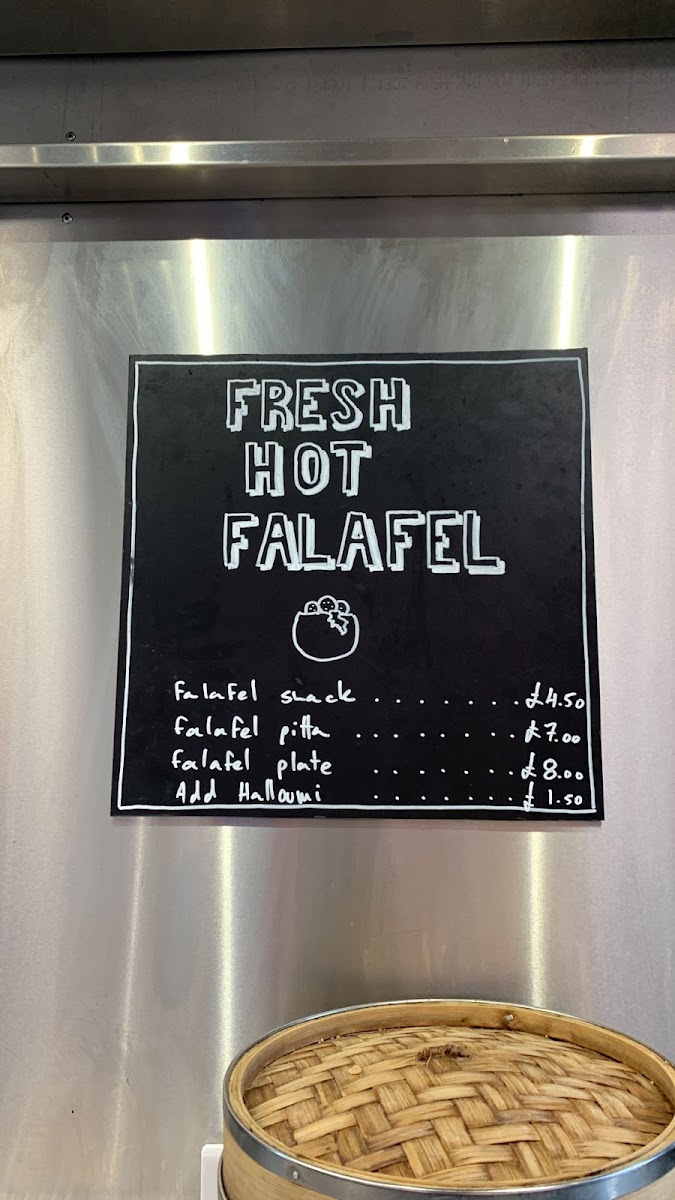 FRESH
HOT
FALAFEL
falafel snack . . . . . . . £4.50
falafel pitta . . . . . . . . £7.00
falafel plate . . . . . . . £8.00
Add Halloumi . . . . . . . £1.50